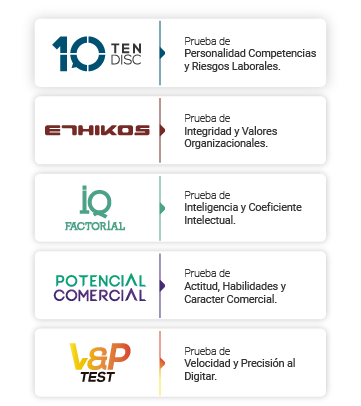 10 TEN
DISC
Prueba de
Personalidad Competencias
y Riesgos Laborales.
ETHIKOS
Prueba de
Integridad y Valores
Organizacionales.
iQ
FACTORIAL
Prueba de
Inteligencia y Coeficiente
Intelectual.
POTENCIAL
COMERCIAL
Prueba de
Actitud, Habilidades y
Caracter Comercial.
V&P
TEST
Prueba de
Velocidad y Precisión al
Digitar.